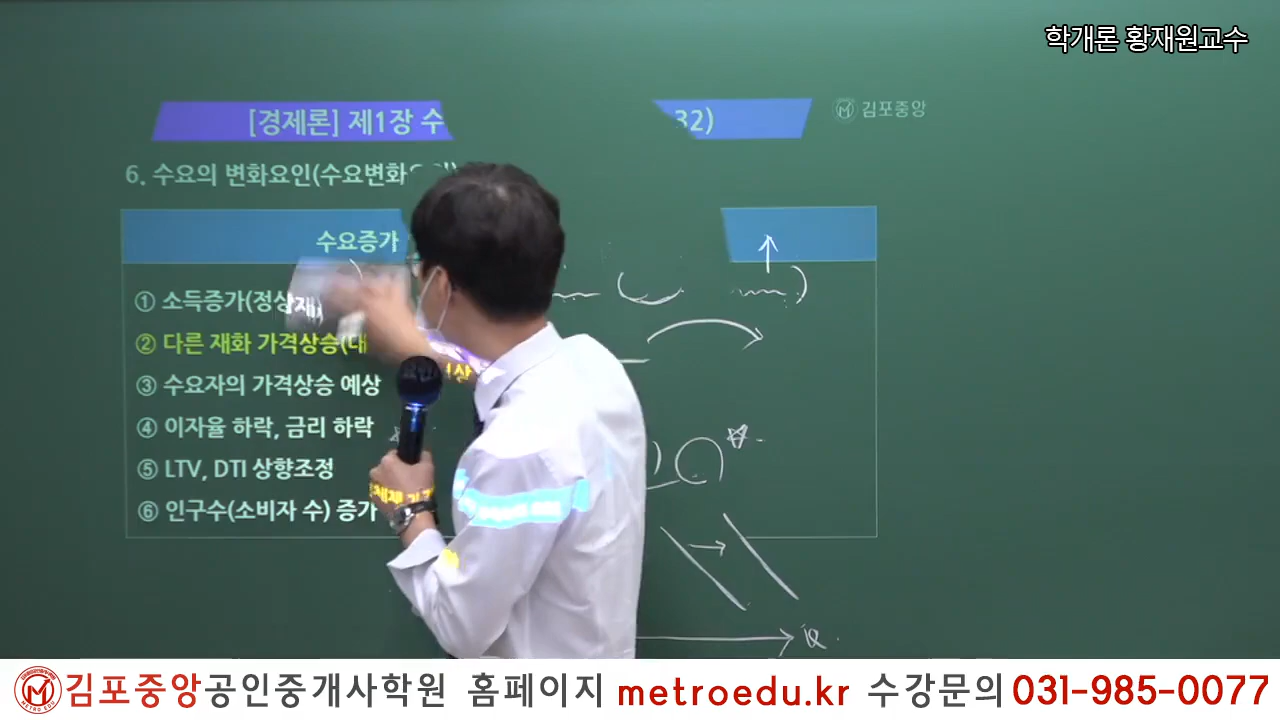 학개론 황재원교수
[경제론] 제1장 수
32)
김포중앙
6. 수요의 변화요인(수요변화
수요증가
① 소득증가(정상재)
② 다른 재화 가격상승(대
③ 수요자의 가격상승 예상
④ 이자율 하락, 금리 하락
⑤ LTV, DTI 상향조정
⑥ 인구수(소비자 수) 증가
Q
김포중앙공인중개사학원 홈페이지 metroedu.kr 수강문의 031-985-0077